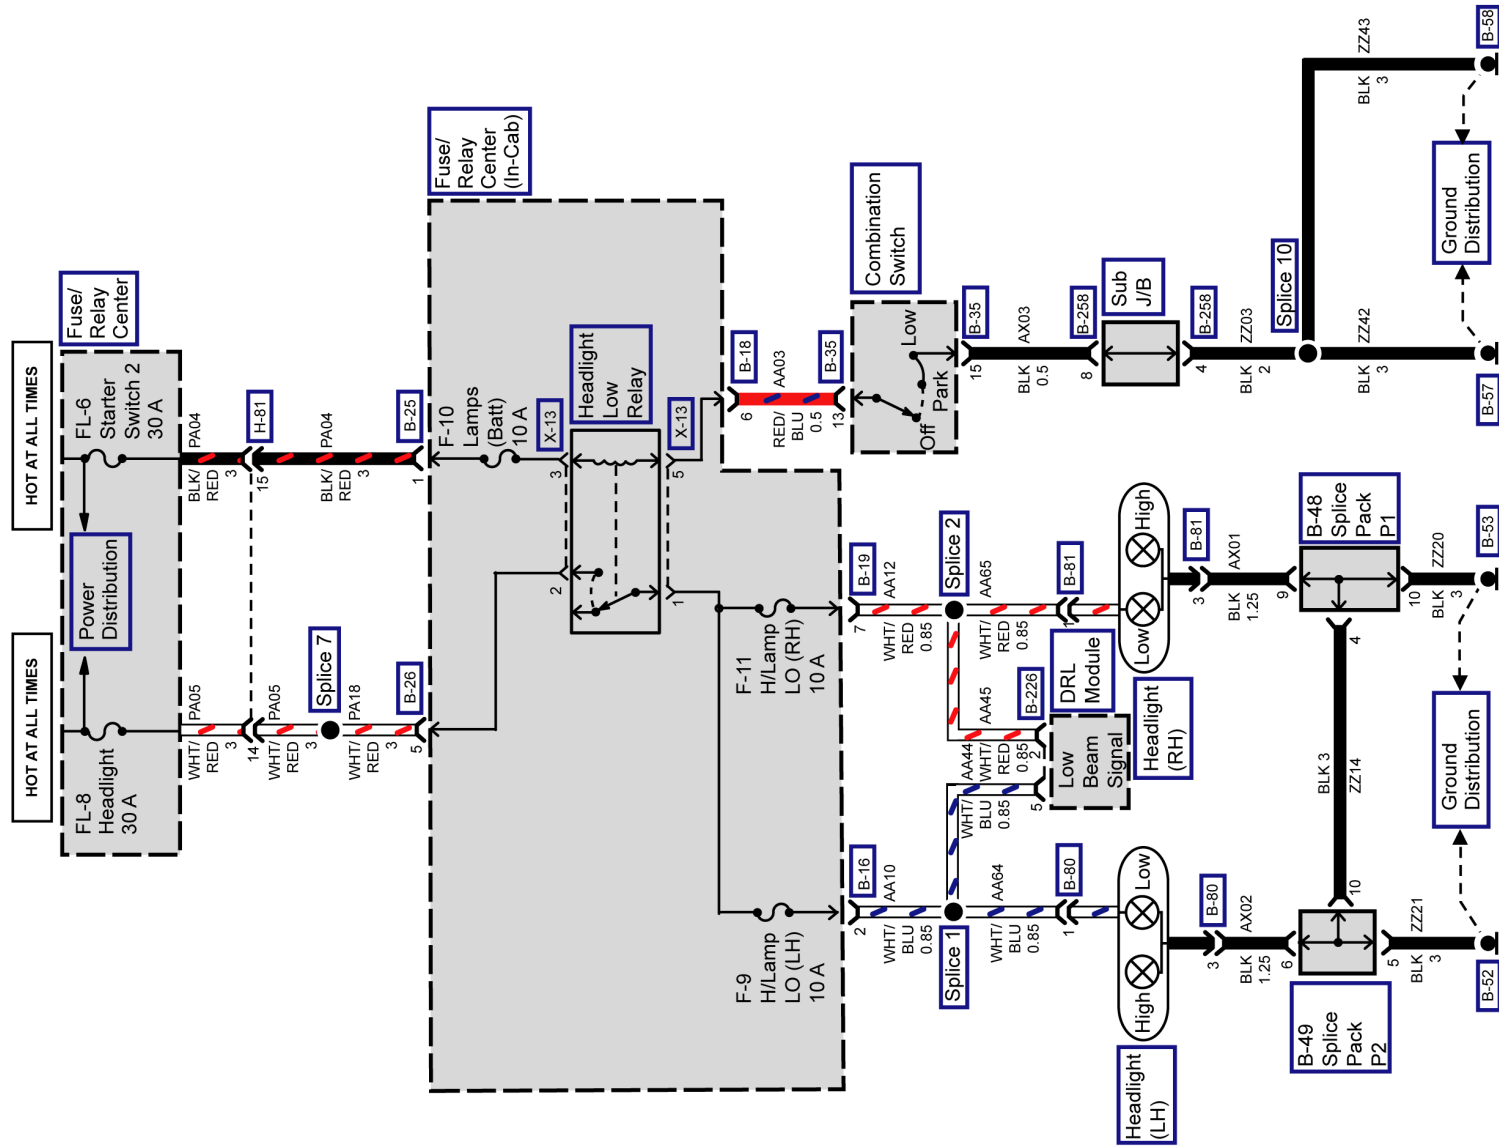 HOT AT ALL TIMES
HOT AT ALL TIMES
FL-8
Headlight
30 A
Power
Distribution
FL-6
Starter
Switch 2
30 A
Fuse/
Relay
Center
WHT/
RED
3
PA05
BLK/
RED
3
PA04
14
15
H-81
WHT/
RED
3
PA05
Splice 7
WHT/
RED
3
PA18
BLK/
RED
3
PA04
5
B-26
1
B-25
Fuse/
Relay
Center
(In-Cab)
F-10
Lamps
(Batt)
10 A
2
3
X-13
Headlight
Low
Relay
1
5
X-13
F-9
H/Lamp
LO (LH)
10 A
F-11
H/Lamp
LO (RH)
10 A
6
B-18
RED/
BLU
0.5
AA03
13
B-35
Combination
Switch
Off
Park
Low
2
B-16
7
B-19
15
B-35
WHT/
BLU
0.85
AA10
WHT/
RED
0.85
AA12
Splice 1
Splice 2
WHT/
BLU
0.85
AA44
WHT/
RED
0.85
AA45
WHT/
BLU
0.85
AA64
WHT/
RED
0.85
AA65
BLK
0.5
AX03
1
B-80
5
2
B-226
1
B-81
8
B-258
Low
Beam
Signal
DRL
Module
Sub
J/B
Headlight
(LH)
High
Low
Headlight
(RH)
Low
High
4
B-258
3
B-80
3
B-81
BLK
1.25
AX02
BLK
1.25
AX01
BLK
2
ZZ03
6
9
Splice 10
B-49
Splice
Pack
P2
B-48
Splice
Pack
P1
10
BLK 3
ZZ14
4
5
10
BLK
3
ZZ21
BLK
3
ZZ20
BLK
3
ZZ42
BLK
3
ZZ43
Ground
Distribution
Ground
Distribution
B-52
B-53
B-57
B-58